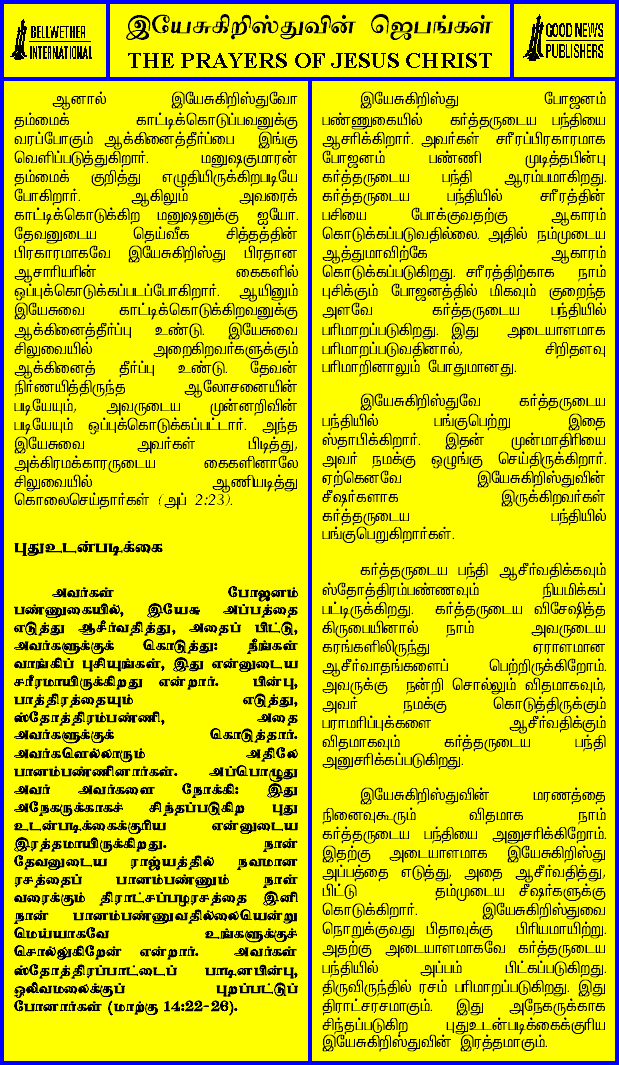 BELLWETHER
INTERNATIONAL
இயேசுகிறிஸ்துவின் ஜெபங்கள்
THE PRAYERS OF JESUS CHRIST
GOOD NEWS
PUBLISHERS
ஆனால் இயேசுகிறிஸ்துவோ
தம்மைக் காட்டிக்கொடுப்பவனுக்கு
வரப்போகும் ஆக்கினைத்தீர்ப்பை இங்கு
வெளிப்படுத்துகிறார். மனுஷகுமாரன்
தம்மைக் குறித்து எழுதியிருக்கிறபடியே
போகிறார். ஆகிலும் அவரைக்
காட்டிக்கொடுக்கிற மனுஷனுக்கு ஐயோ.
தேவனுடைய தெய்வீக சித்தத்தின்
பிரகாரமாகவே இயேசுகிறிஸ்து பிரதான
ஆசாரியரின் கைகளில்
ஒப்புக்கொடுக்கப்படப்போகிறார். ஆயினும்
இயேசுவை காட்டிக்கொடுக்கிறவனுக்கு
ஆக்கினைத்தீர்ப்பு உண்டு. இயேசுவை
சிலுவையில் அறைகிறவர்களுக்கும்
ஆக்கினைத் தீர்ப்பு உண்டு. தேவன்
நிர்ணயித்திருந்த ஆலோசனையின்
படியேயும், அவருடைய முன்னறிவின்
படியேயும் ஒப்புக்கொடுக்கப்பட்டார். அந்த
இயேசுவை அவர்கள் பிடித்து,
அக்கிரமக்காரருடைய கைகளினாலே
சிலுவையில் ஆணியடித்து
கொலைசெய்தார்கள் (அப் 2:23).
புதுஉடன்படிக்கை
அவர்கள் போஜனம்
பண்ணுகையில், இயேசு அப்பத்தை
எடுத்து ஆசீர்வதித்து, அதைப் பிட்டு,
அவர்களுக்குக் கொடுத்து: நீங்கள்
வாங்கிப் புசியுங்கள், இது என்னுடைய
சரீரமாயிருக்கிறது என்றார். பின்பு,
பாத்திரத்தையும் எடுத்து,
ஸ்தோத்திரம்பண்ணி, அதை
அவர்களுக்குக் கொடுத்தார்.
அவர்களெல்லாரும் அதிலே
பானம்பண்ணினார்கள். அப்பொழுது
அவர் அவர்களை நோக்கி: இது
அநேகருக்காகச் சிந்தப்படுகிற புது
உடன்படிக்கைக்குரிய என்னுடைய
இரத்தமாயிருக்கிறது. நான்
தேவனுடைய ராஜ்யத்தில் நவமான
ரசத்தைப் பானம்பண்ணும் நாள்
வரைக்கும் திராட்சப்பழரசத்தை இனி
நான் பானம்பண்ணுவதில்லையென்று
மெய்யாகவே உங்களுக்குச்
சொல்லுகிறேன் என்றார். அவர்கள்
ஸ்தோத்திரப்பாட்டைப் பாடினபின்பு,
ஒலிவமலைக்குப் புறப்பட்டுப்
போனார்கள் (மாற்கு 14:22-26).
இயேசுகிறிஸ்து போஜனம்
பண்ணுகையில் கர்த்தருடைய பந்தியை
ஆசரிக்கிறார். அவர்கள் சரீரப்பிரகாரமாக
போஜனம் பண்ணி முடித்தபின்பு
கர்த்தருடைய பந்தி ஆரம்பமாகிறது.
கர்த்தருடைய பந்தியில் சரீரத்தின்
பசியை போக்குவதற்கு ஆகாரம்
கொடுக்கப்படுவதில்லை. அதில் நம்முடைய
ஆத்துமாவிற்கே ஆகாரம்
கொடுக்கப்படுகிறது. சரீரத்திற்காக நாம்
புசிக்கும் போஜனத்தில் மிகவும் குறைந்த
அளவே கர்த்தருடைய பந்தியில்
பரிமாறப்படுகிறது. இது அடையாளமாக
பரிமாறப்படுவதினால், சிறிதளவு
பரிமாறினாலும் போதுமானது.
இயேசுகிறிஸ்துவே கர்த்தருடைய
பந்தியில் பங்குபெற்று இதை
ஸ்தாபிக்கிறார். இதன் முன்மாதிரியை
அவர் நமக்கு ஒழுங்கு செய்திருக்கிறார்.
ஏற்கெனவே இயேசுகிறிஸ்துவின்
சீஷர்களாக இருக்கிறவர்கள்
கர்த்தருடைய பந்தியில்
பங்குபெறுகிறார்கள்.
கர்த்தருடைய பந்தி ஆசீர்வதிக்கவும்
ஸ்தோத்திரம்பண்ணவும் நியமிக்கப்
பட்டிருக்கிறது. கர்த்தருடைய விசேஷித்த
கிருபையினால் நாம் அவருடைய
கரங்களிலிருந்து ஏராளமான
ஆசீர்வாதங்களைப் பெற்றிருக்கிறோம்.
அவருக்கு நன்றி சொல்லும் விதமாகவும்,
அவர் நமக்கு கொடுத்திருக்கும்
பராமரிப்புக்களை ஆசீர்வதிக்கும்
விதமாகவும் கர்த்தருடைய பந்தி
அனுசரிக்கப்படுகிறது.
இயேசுகிறிஸ்துவின் மரணத்தை
நினைவுகூரும் விதமாக நாம்
கர்த்தருடைய பந்தியை அனுசரிக்கிறோம்.
இதற்கு அடையாளமாக இயேசுகிறிஸ்து
அப்பத்தை எடுத்து, அதை ஆசீர்வதித்து,
பிட்டு தம்முடைய சீஷர்களுக்கு
கொடுக்கிறார். இயேசுகிறிஸ்துவை
நொறுக்குவது பிதாவுக்கு பிரியமாயிற்று.
அதற்கு அடையாளமாகவே கர்த்தருடைய
பந்தியில் அப்பம் பிட்கப்படுகிறது.
திருவிருந்தில் ரசம் பரிமாறப்படுகிறது. இது
திராட்சரசமாகும். இது அநேகருக்காக
சிந்தப்படுகிற புதுஉடன்படிக்கைக்குரிய
இயேசுகிறிஸ்துவின் இரத்தமாகும்.